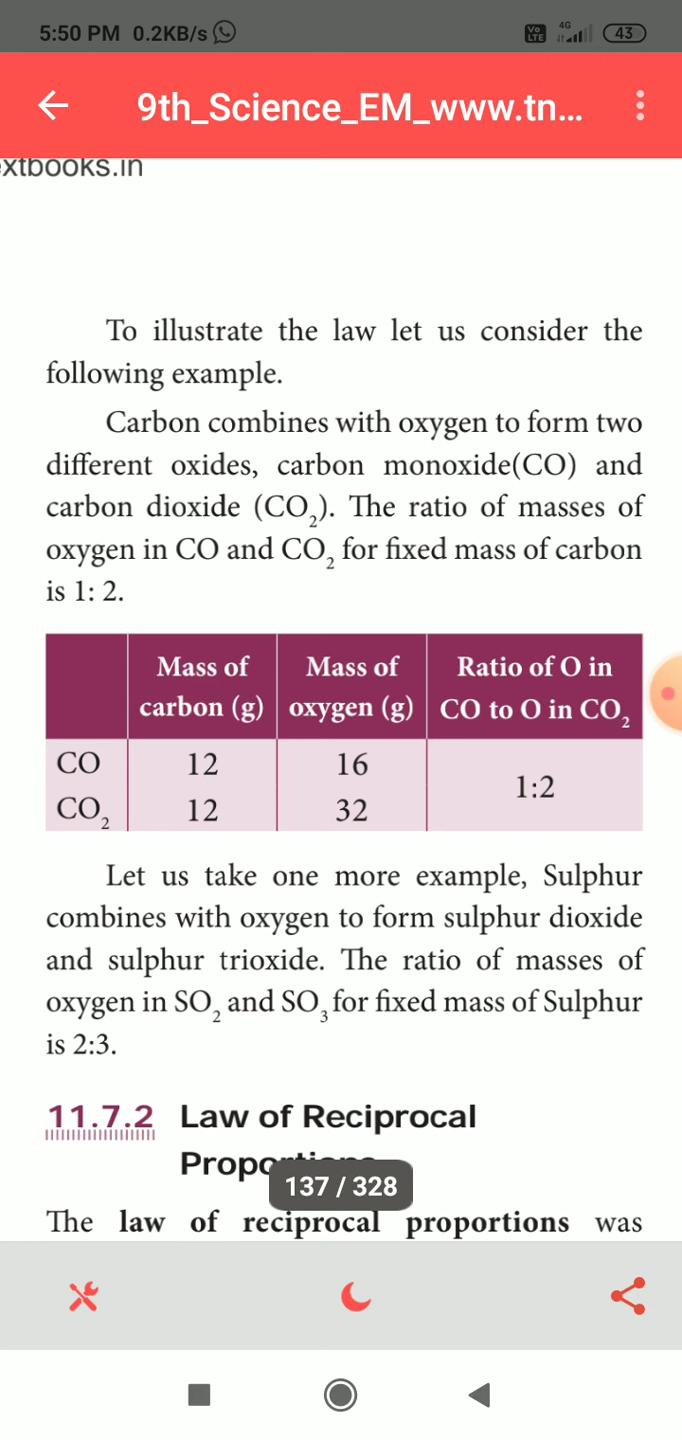 5:50 PM 0.2KB/s
Vo LTE 4G 43
9th_Science_EM_www.tn...
extbooks.in
To illustrate the law let us consider the
following example.
Carbon combines with oxygen to form two
different oxides, carbon monoxide(CO) and
carbon dioxide (CO₂). The ratio of masses of
oxygen in CO and CO₂ for fixed mass of carbon
is 1: 2.
Mass of carbon (g) Mass of oxygen (g) Ratio of O in CO to O in CO₂
CO 12 16 1:2
CO₂ 12 32
Let us take one more example, Sulphur
combines with oxygen to form sulphur dioxide
and sulphur trioxide. The ratio of masses of
oxygen in SO₂ and SO₃ for fixed mass of Sulphur
is 2:3.
11.7.2 Law of Reciprocal
Proportions
137 / 328
The law of reciprocal proportions was